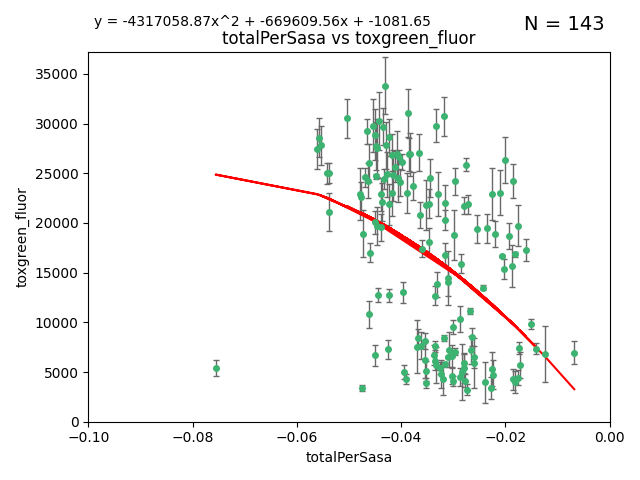 y = -4317058.87x^2 + -669609.56x + -1081.65
N = 143
totalPerSasa vs toxgreen_fluor
35000
30000
25000
20000
15000
10000
5000
0
toxgreen_fluor
−0.10
−0.08
−0.06
−0.04
−0.02
0.00
totalPerSasa